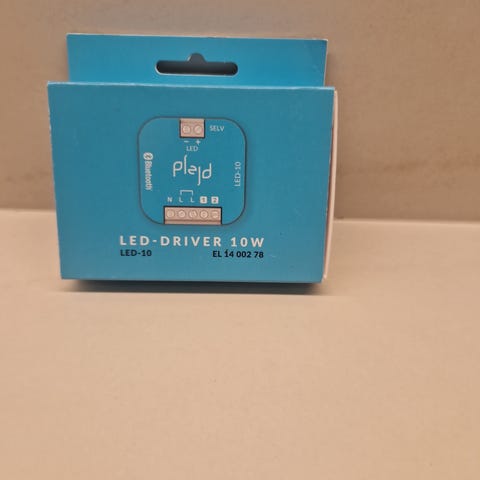 SELV
- +
LED
Bluetooth®
plejd
LED-10
N L L 1 2
LED-DRIVER 10W
LED-10 EL 14 002 78